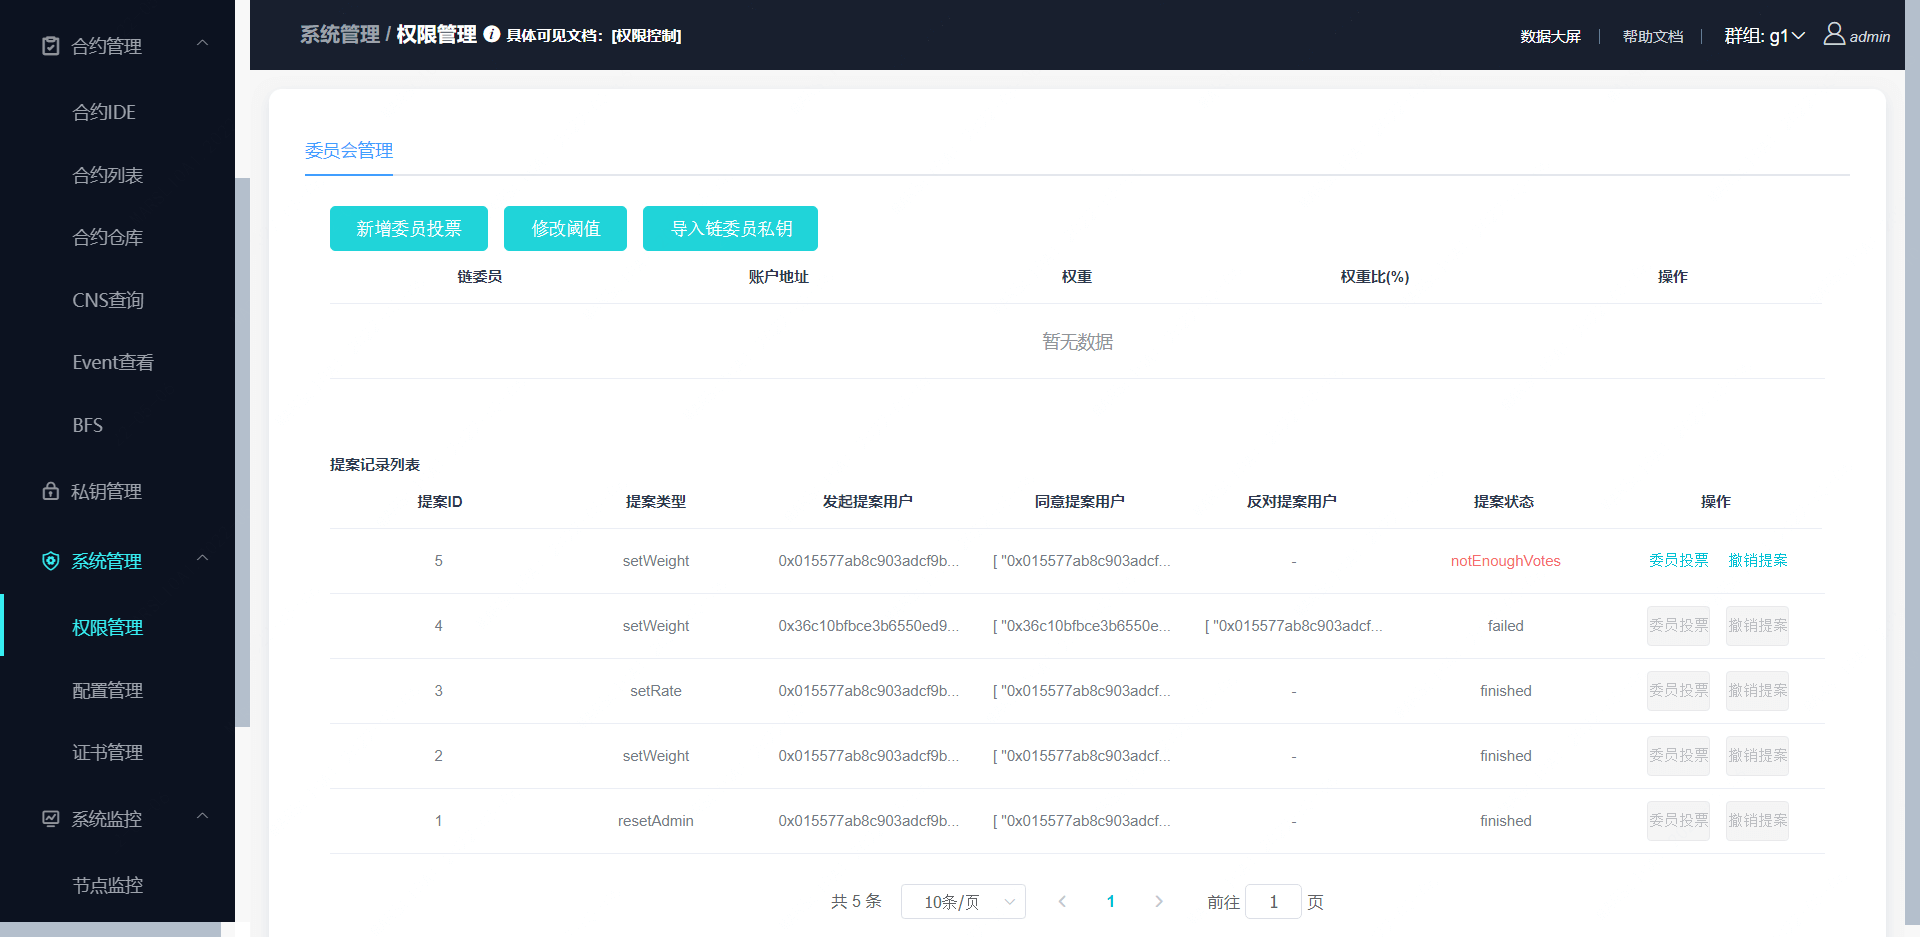 合约管理
合约IDE
合约列表
合约仓库
CNS查询
Event查看
BFS
私钥管理
系统管理
权限管理
配置管理
证书管理
系统监控
节点监控
系统管理 / 权限管理 i 具体可见文档：[权限控制]
数据大屏 | 帮助文档 | 群组: g1 admin
委员会管理
新增委员投票 修改阈值 导入链委员私钥
链委员 账户地址 权重 权重比(%) 操作
暂无数据
提案记录列表
提案ID 提案类型 发起提案用户 同意提案用户 反对提案用户 提案状态 操作
5 setWeight 0x015577ab8c903adcf9b... [ "0x015577ab8c903adcf... - notEnoughVotes 委员投票 撤销提案
4 setWeight 0x36c10bfbce3b6550ed9... [ "0x36c10bfbce3b6550e... [ "0x015577ab8c903adcf... failed 委员投票 撤销提案
3 setRate 0x015577ab8c903adcf9b... [ "0x015577ab8c903adcf... - finished 委员投票 撤销提案
2 setWeight 0x015577ab8c903adcf9b... [ "0x015577ab8c903adcf... - finished 委员投票 撤销提案
1 resetAdmin 0x015577ab8c903adcf9b... [ "0x015577ab8c903adcf... - finished 委员投票 撤销提案
共 5 条 10条/页 1 前往 1 页